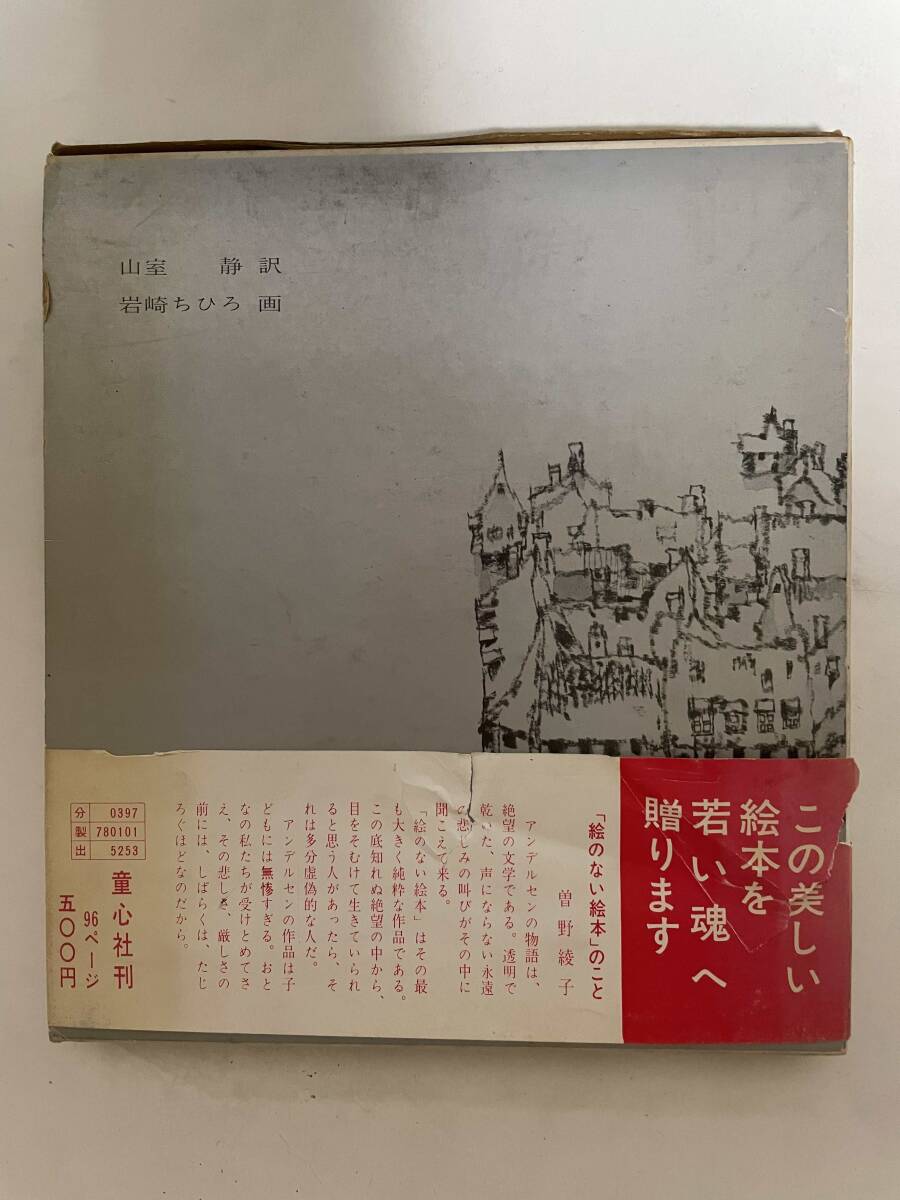 山室 静 訳
岩崎ちひろ 画
この美しい
絵本を
若い魂へ
贈ります
「絵のない絵本」のこと
曽野綾子
アンデルセンの物語は、
絶望の文学である。透明で
乾いた、声にならない永遠
の悲しみの叫びがその中に
聞こえて来る。
「絵のない絵本」はその最
も大きく純粋な作品である。
この底知れぬ絶望の中から、
目をそむけて生きていられ
ると思う人があったら、そ
れは多分虚偽的な人だ。
アンデルセンの作品は子
どもには無惨すぎる。おと
なの私たちが受けとめてさ
え、その悲しさ、厳しさの
前には、しばらくは、たじ
ろぐほどなのだから。
童心社刊
96ページ
五〇〇円
分 0397
製 780101
出 5253